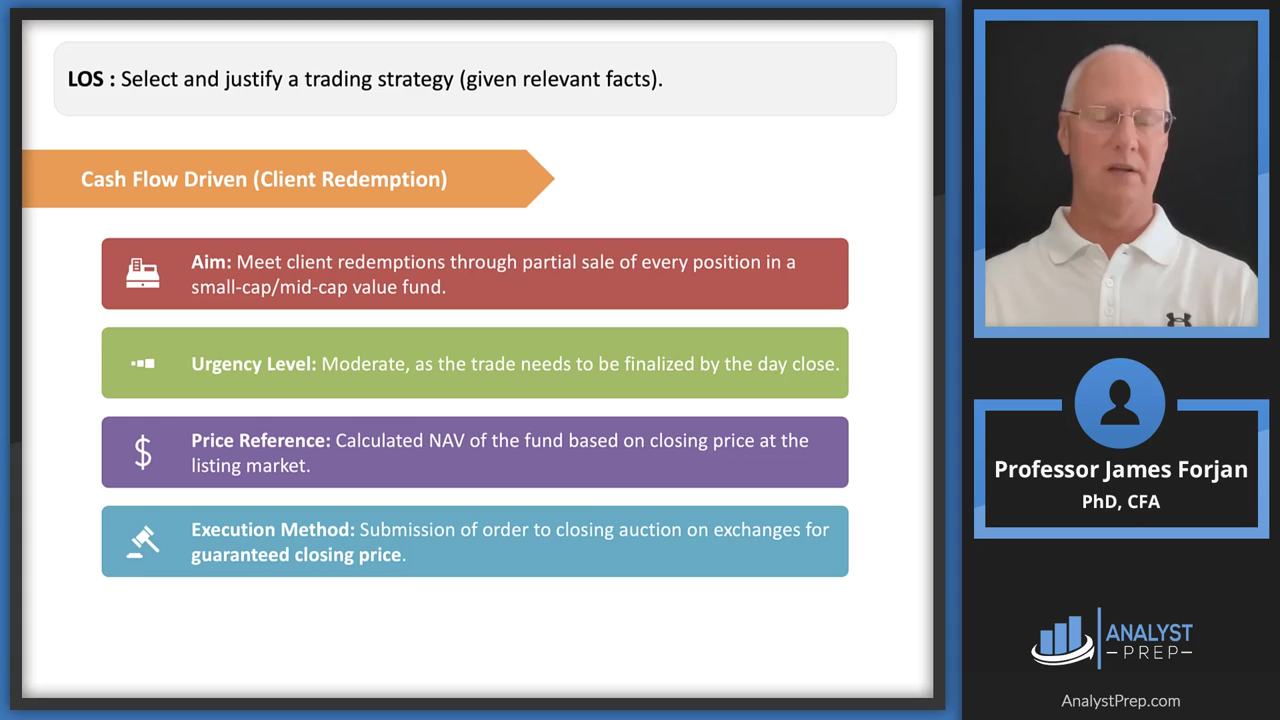 LOS : Select and justify a trading strategy (given relevant facts).
Cash Flow Driven (Client Redemption)
Aim: Meet client redemptions through partial sale of every position in a
small-cap/mid-cap value fund.
Urgency Level: Moderate, as the trade needs to be finalized by the day close.
Price Reference: Calculated NAV of the fund based on closing price at the
listing market.
Execution Method: Submission of order to closing auction on exchanges for
guaranteed closing price.
Professor James Forjan
PhD, CFA
ANALYST
PREP
AnalystPrep.com